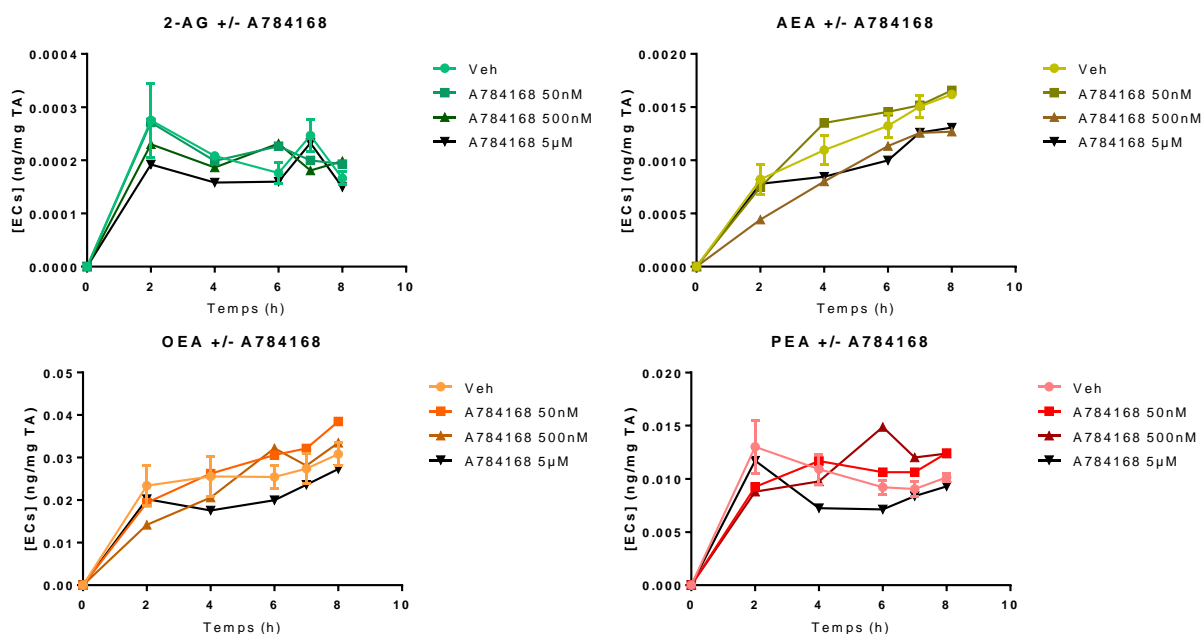 2-AG +/- A784168
[ECs] (ng/mg TA)
0.0004
0.0003
0.0002
0.0001
0.0000
0 2 4 6 8 10
Temps (h)
Veh
A784168 50nM
A784168 500nM
A784168 5µM
AEA +/- A784168
[ECs] (ng/mg TA)
0.0020
0.0015
0.0010
0.0005
0.0000
0 2 4 6 8 10
Temps (h)
Veh
A784168 50nM
A784168 500nM
A784168 5µM
OEA +/- A784168
[ECs] (ng/mg TA)
0.05
0.04
0.03
0.02
0.01
0.00
0 2 4 6 8 10
Temps (h)
Veh
A784168 50nM
A784168 500nM
A784168 5µM
PEA +/- A784168
[ECs] (ng/mg TA)
0.020
0.015
0.010
0.005
0.000
0 2 4 6 8 10
Temps (h)
Veh
A784168 50nM
A784168 500nM
A784168 5µM